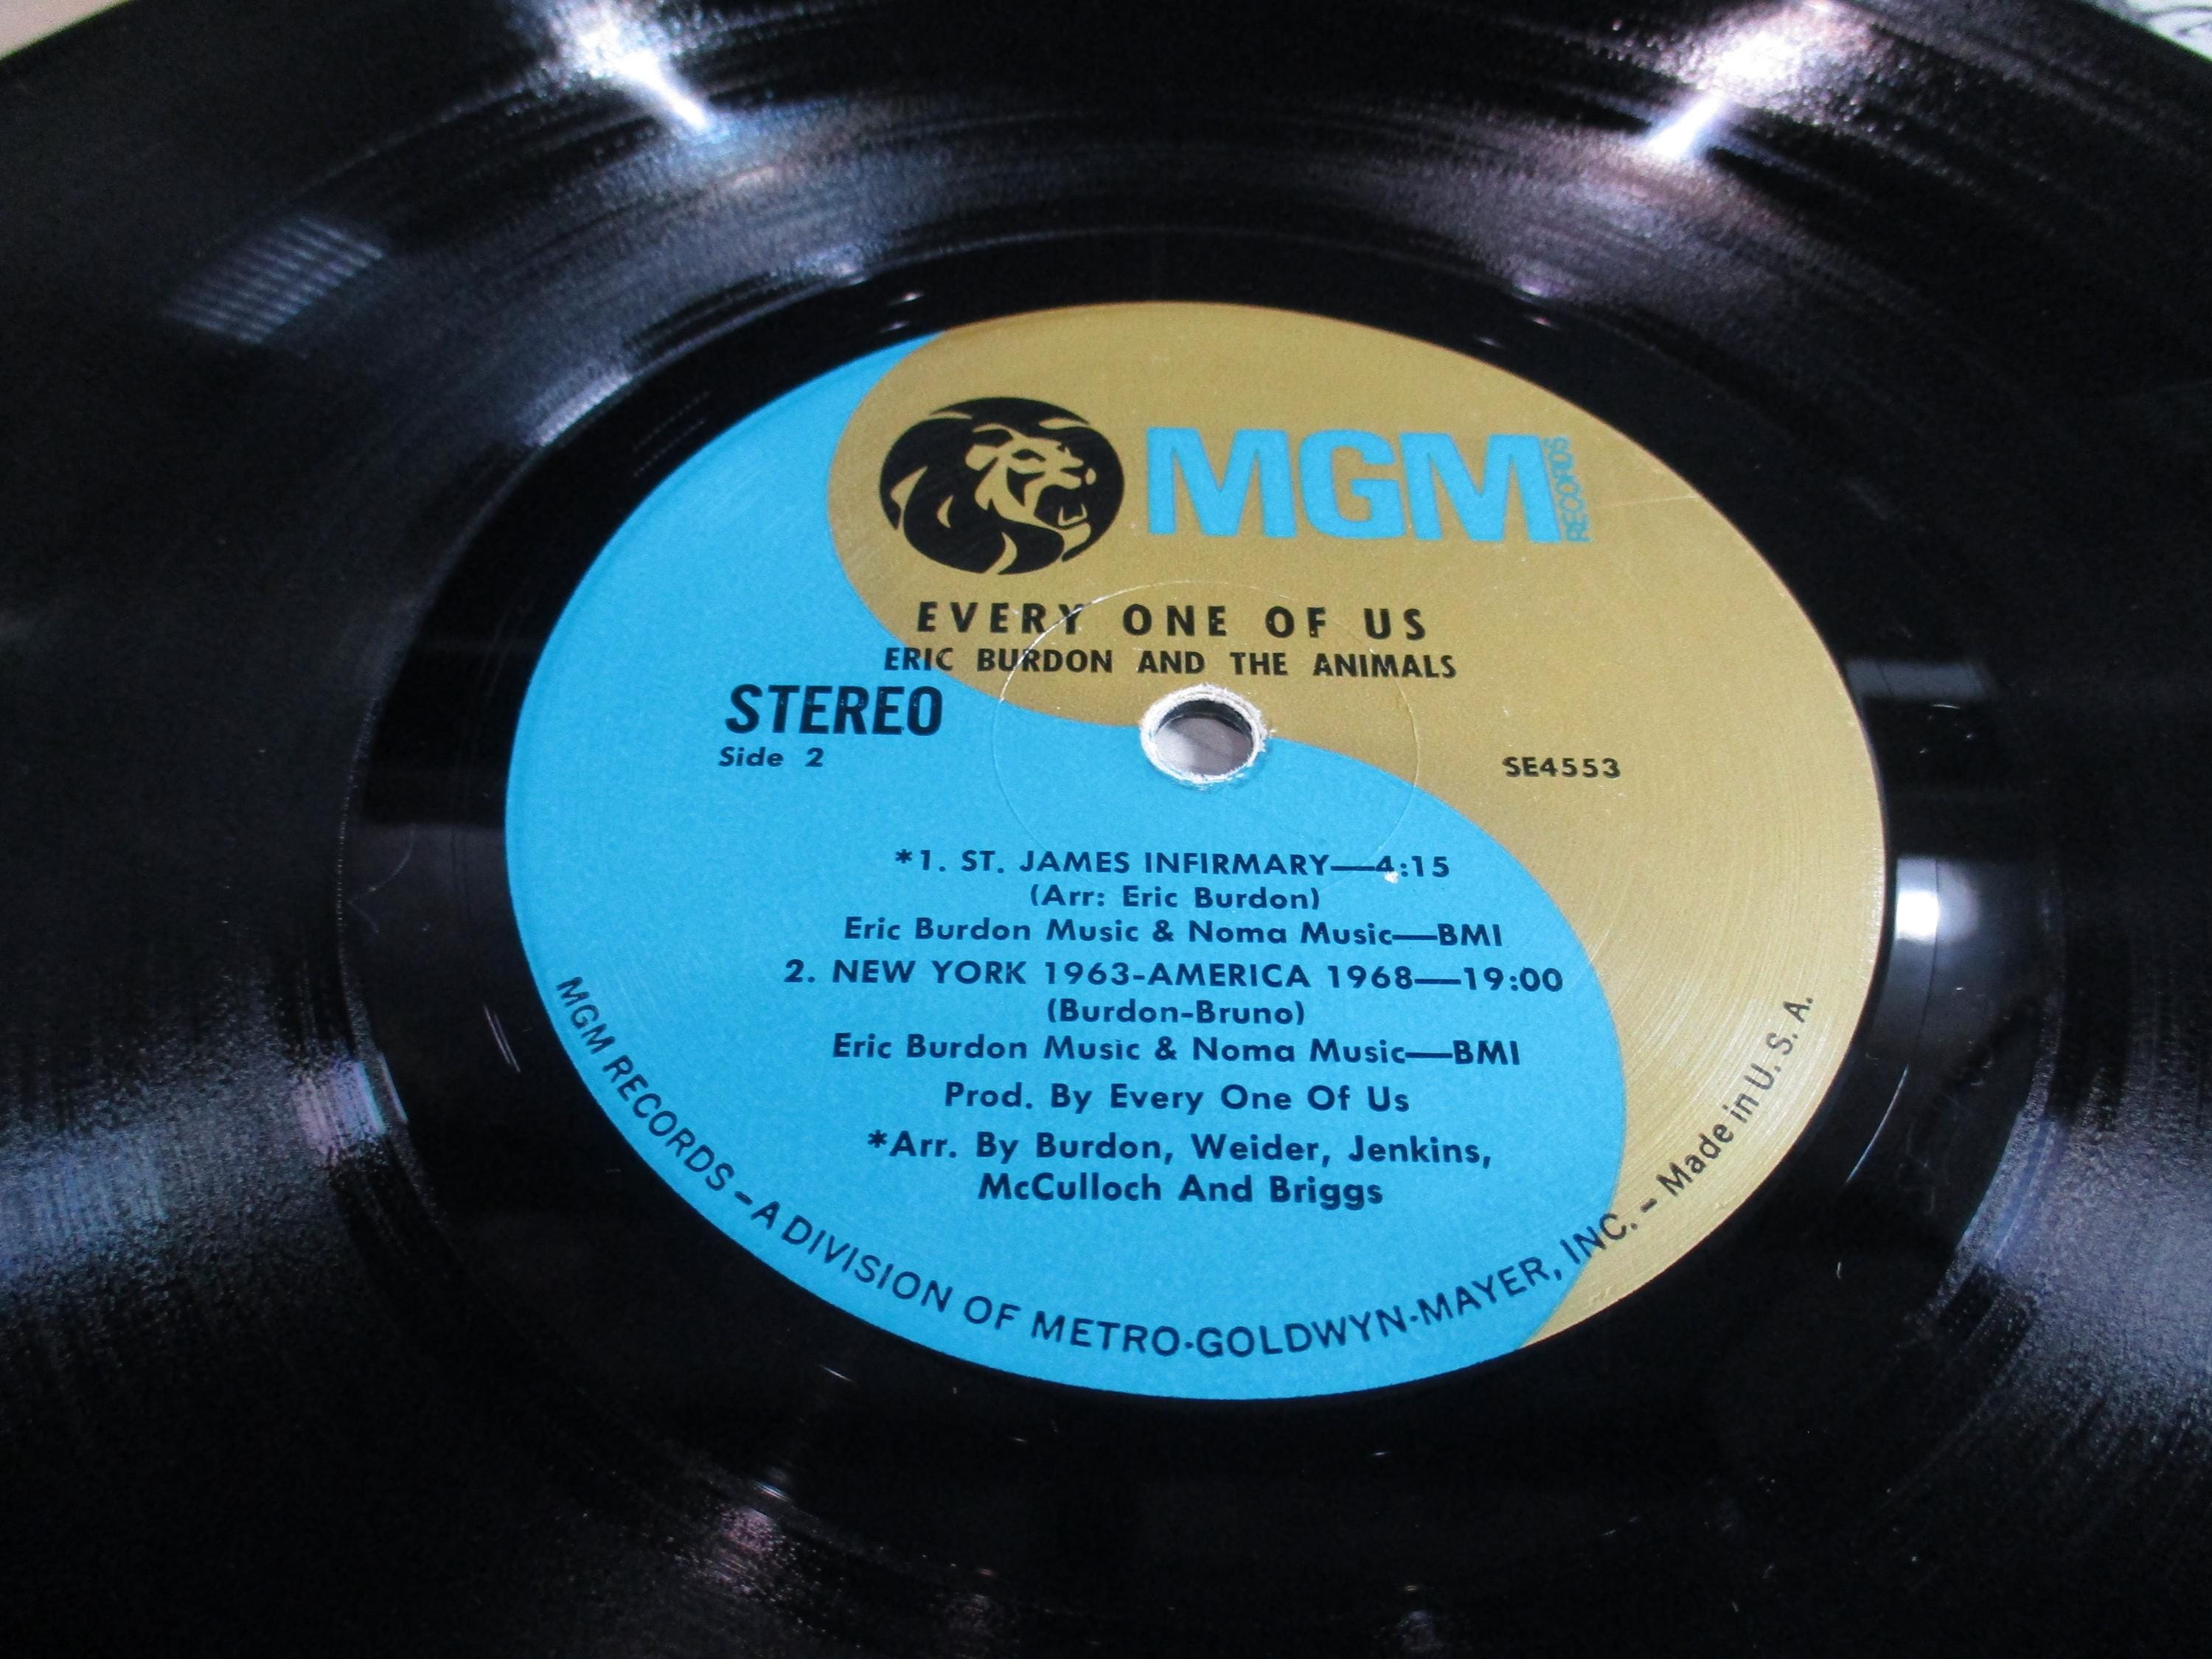 MGM RECORDS
EVERY ONE OF US
ERIC BURDON AND THE ANIMALS
STEREO
Side 2
SE4553
*1. ST. JAMES INFIRMARY—4:15
(Arr: Eric Burdon)
Eric Burdon Music & Noma Music—BMI
2. NEW YORK 1963-AMERICA 1968—19:00
(Burdon-Bruno)
Eric Burdon Music & Noma Music—BMI
Prod. By Every One Of Us
*Arr. By Burdon, Weider, Jenkins,
McCulloch And Briggs
MGM RECORDS – A DIVISION OF METRO-GOLDWYN-MAYER, INC. – Made in U. S. A.